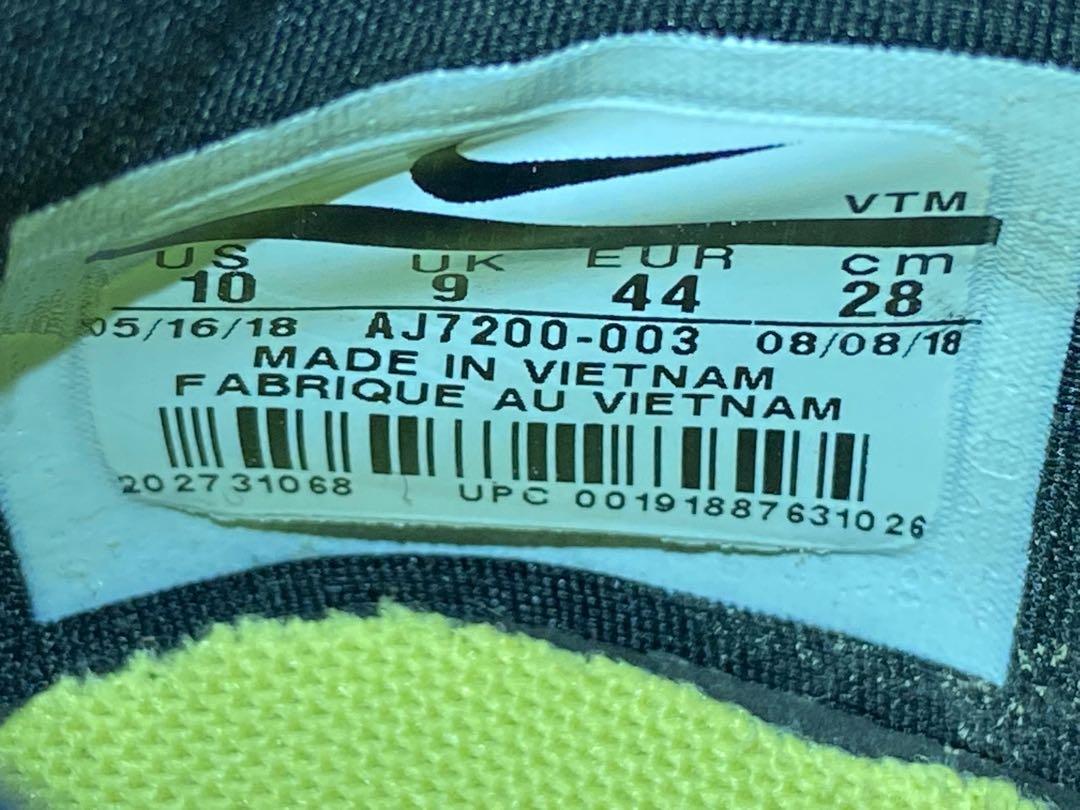 VTM
US UK EUR cm
10 9 44 28
05/16/18 AJ7200-003 08/08/18
MADE IN VIETNAM
FABRIQUE AU VIETNAM
202731068 UPC 00191887631026